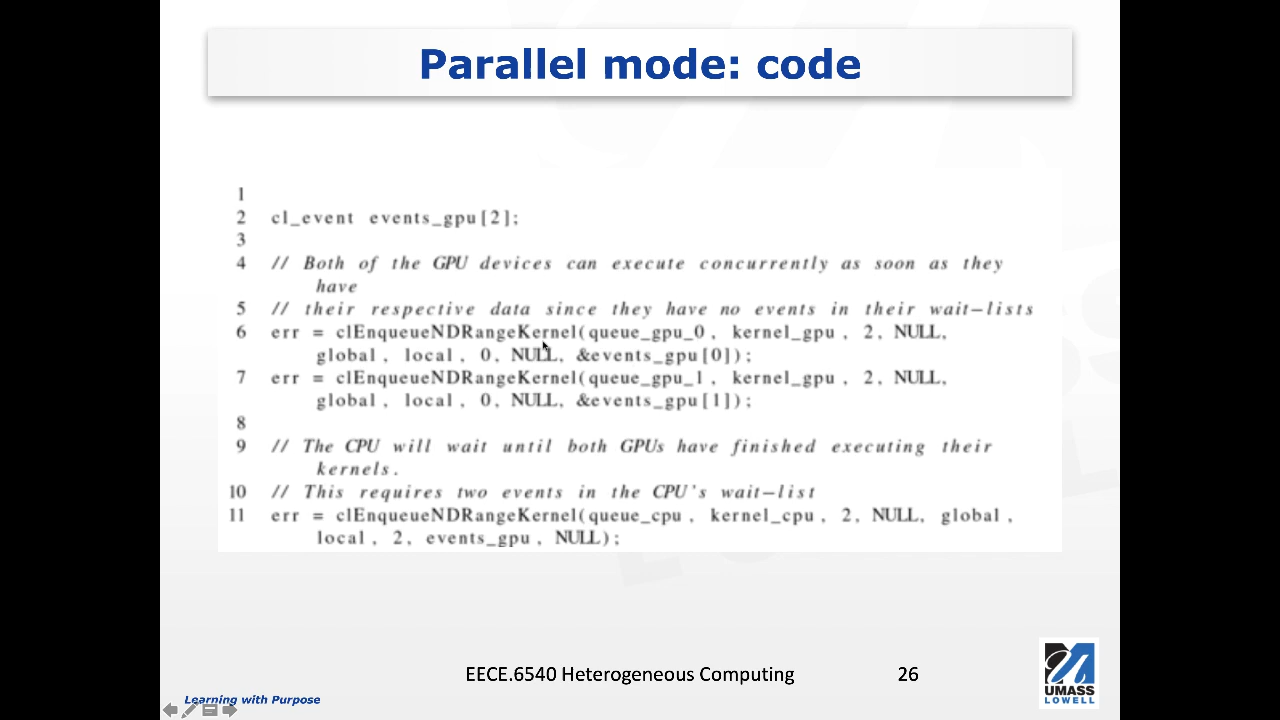 Parallel mode: code
1
2 cl_event events_gpu[2];
3
4 // Both of the GPU devices can execute concurrently as soon as they
have
5 // their respective data since they have no events in their wait-lists
6 err = clEnqueueNDRangeKernel(queue_gpu_0, kernel_gpu, 2, NULL,
global, local, 0, NULL, &events_gpu[0]);
7 err = clEnqueueNDRangeKernel(queue_gpu_1, kernel_gpu, 2, NULL,
global, local, 0, NULL, &events_gpu[1]);
8
9 // The CPU will wait until both GPUs have finished executing their
kernels.
10 // This requires two events in the CPU's wait-list
11 err = clEnqueueNDRangeKernel(queue_cpu, kernel_cpu, 2, NULL, global,
local, 2, events_gpu, NULL);
EECE.6540 Heterogeneous Computing 26
Learning with Purpose
UMASS
LOWELL